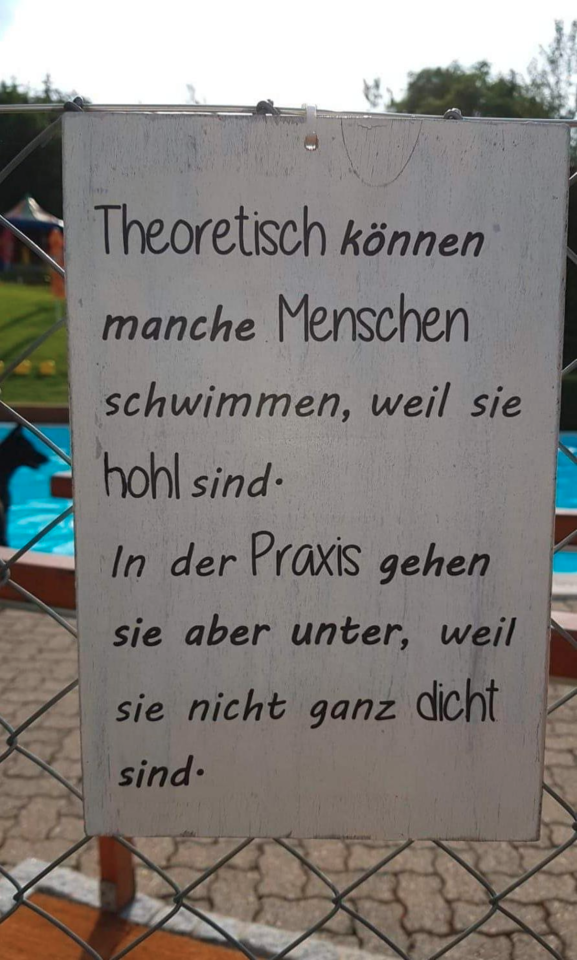 Theoretisch können
manche Menschen
schwimmen, weil sie
hohl sind.
In der Praxis gehen
sie aber unter, weil
sie nicht ganz dicht
sind.